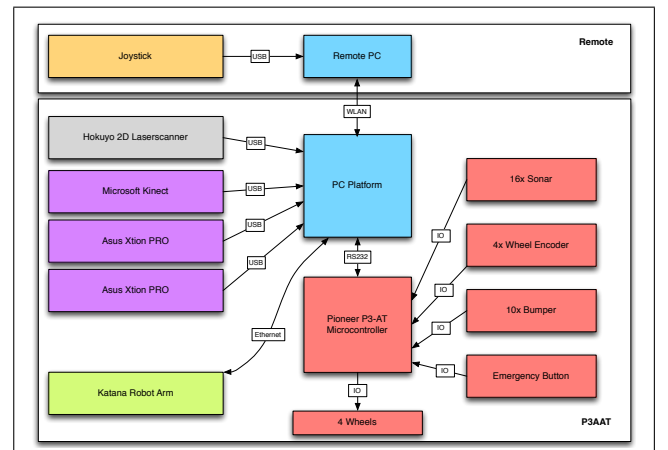 Joystick
USB
Remote PC
Remote
WLAN
Hokuyo 2D Laserscanner
USB
PC Platform
Microsoft Kinect
USB
Asus Xtion PRO
USB
Asus Xtion PRO
USB
16x Sonar
IO
4x Wheel Encoder
IO
RS232
Pioneer P3-AT
Microcontroller
10x Bumper
IO
Ethernet
Emergency Button
IO
Katana Robot Arm
IO
4 Wheels
P3AAT